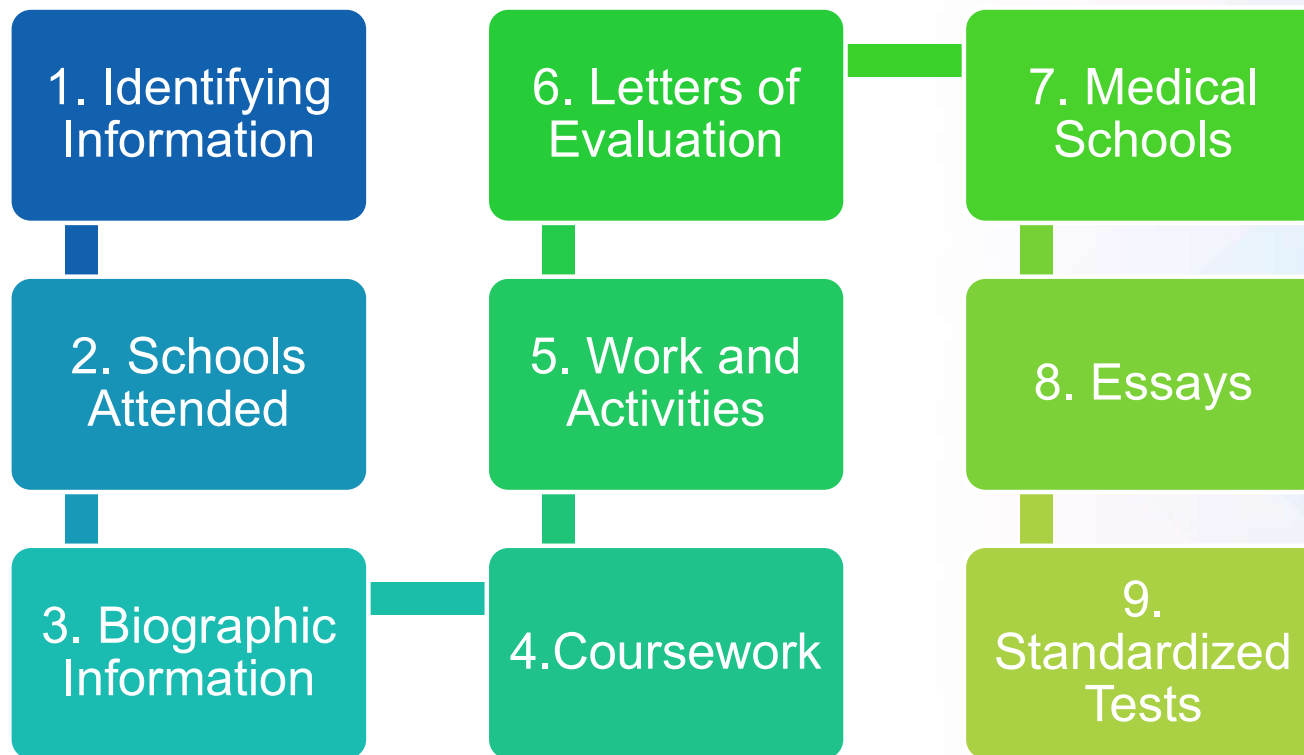 1. Identifying
Information
2. Schools
Attended
3. Biographic
Information
4.Coursework
5. Work and
Activities
6. Letters of
Evaluation
7. Medical
Schools
8. Essays
9.
Standardized
Tests